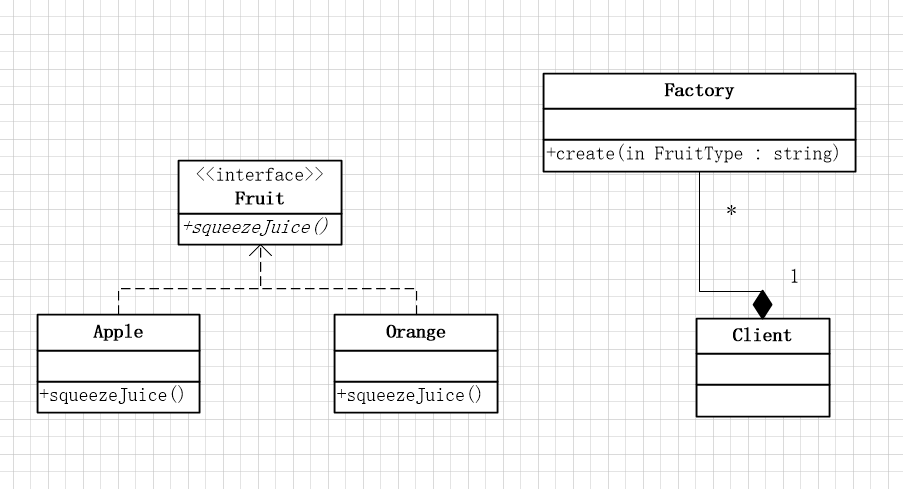 Factory
+create(in FruitType : string)
<<interface>>
Fruit
+squeezeJuice()
*
1
Apple
+squeezeJuice()
Orange
+squeezeJuice()
Client